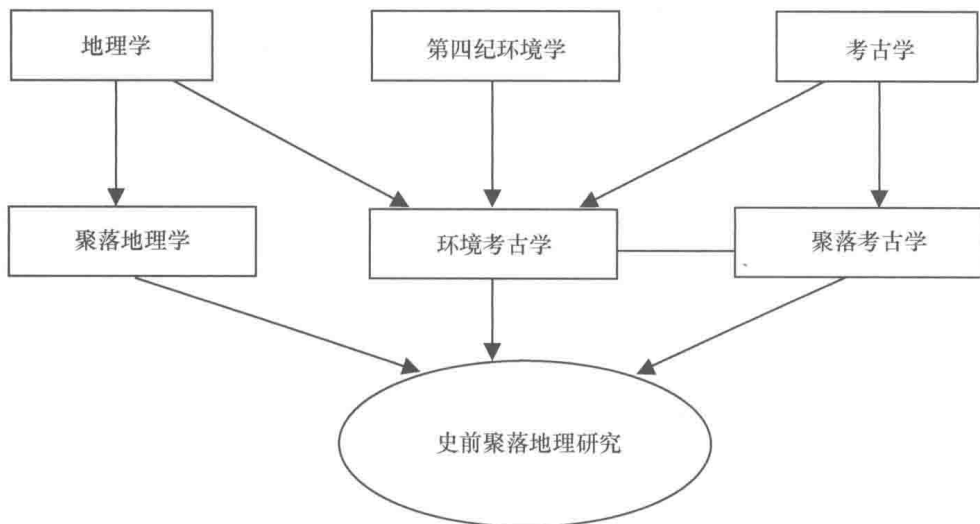 地理学
第四纪环境学
考古学
聚落地理学
环境考古学
聚落考古学
史前聚落地理研究